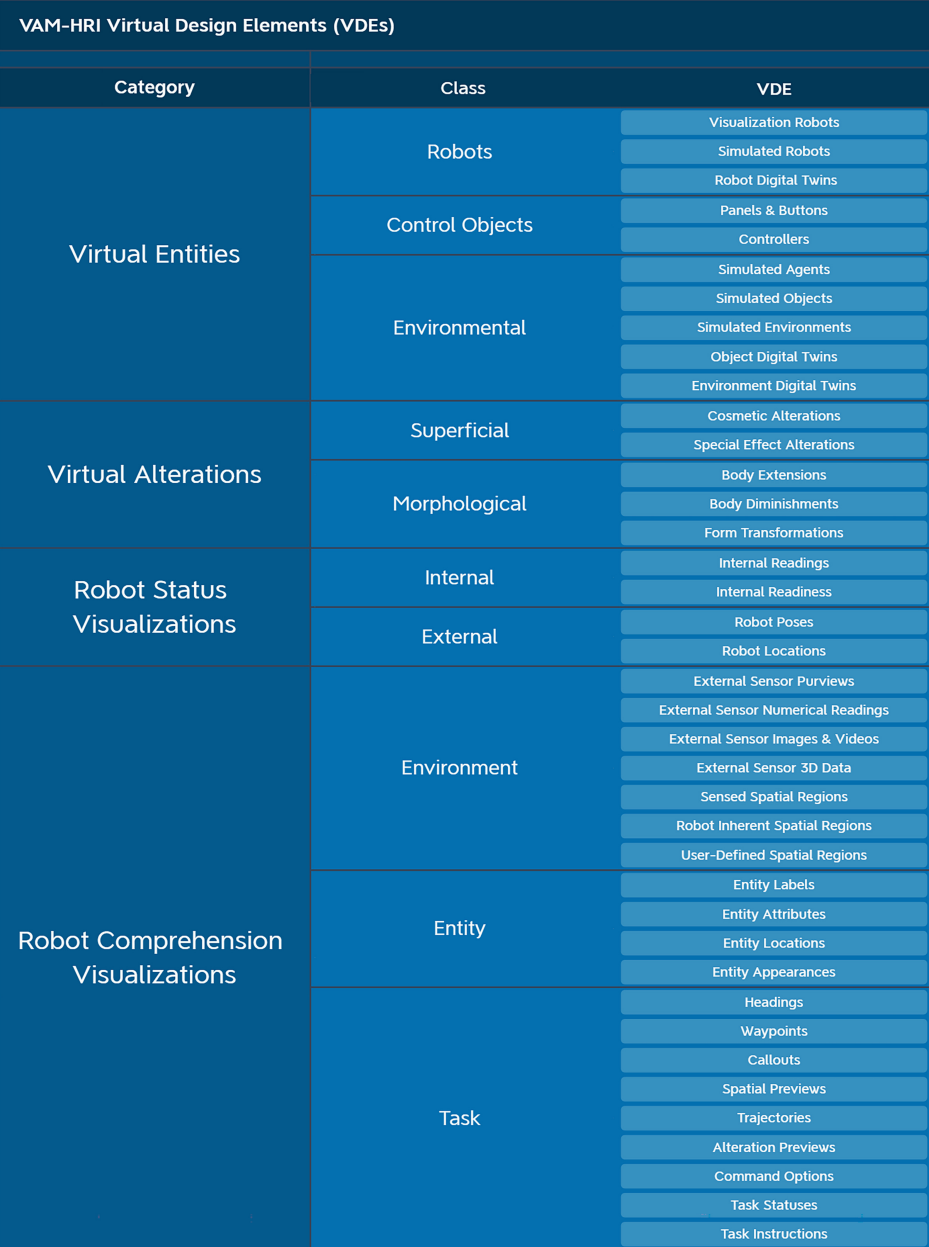 VAM-HRI Virtual Design Elements (VDEs)
Category
Class
VDE
Virtual Entities
Robots
Visualization Robots
Simulated Robots
Robot Digital Twins
Control Objects
Panels & Buttons
Controllers
Environmental
Simulated Agents
Simulated Objects
Simulated Environments
Object Digital Twins
Environment Digital Twins
Virtual Alterations
Superficial
Cosmetic Alterations
Special Effect Alterations
Morphological
Body Extensions
Body Diminishments
Form Transformations
Robot Status
Visualizations
Internal
Internal Readings
Internal Readiness
External
Robot Poses
Robot Locations
Robot Comprehension
Visualizations
Environment
External Sensor Purviews
External Sensor Numerical Readings
External Sensor Images & Videos
External Sensor 3D Data
Sensed Spatial Regions
Robot Inherent Spatial Regions
User-Defined Spatial Regions
Entity
Entity Labels
Entity Attributes
Entity Locations
Entity Appearances
Task
Headings
Waypoints
Callouts
Spatial Previews
Trajectories
Alteration Previews
Command Options
Task Statuses
Task Instructions